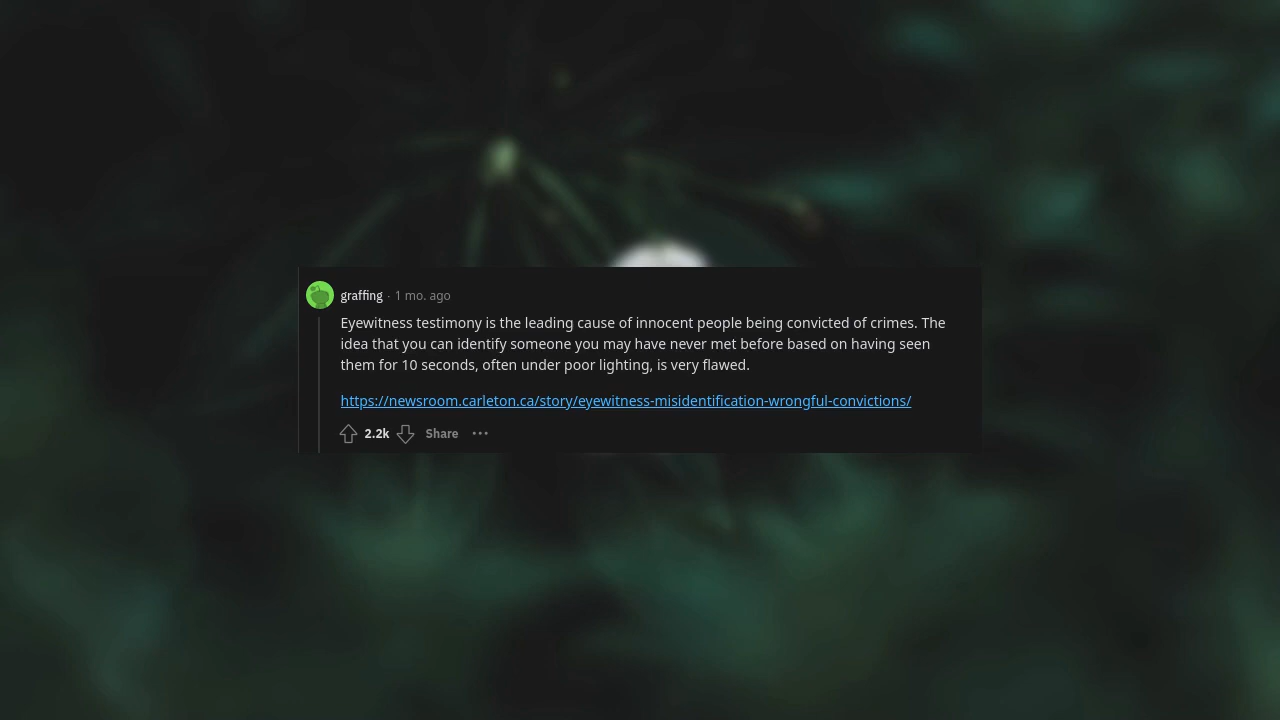 graffing · 1 mo. ago
Eyewitness testimony is the leading cause of innocent people being convicted of crimes. The
idea that you can identify someone you may have never met before based on having seen
them for 10 seconds, often under poor lighting, is very flawed.
https://newsroom.carleton.ca/story/eyewitness-misidentification-wrongful-convictions/
2.2k Share ···